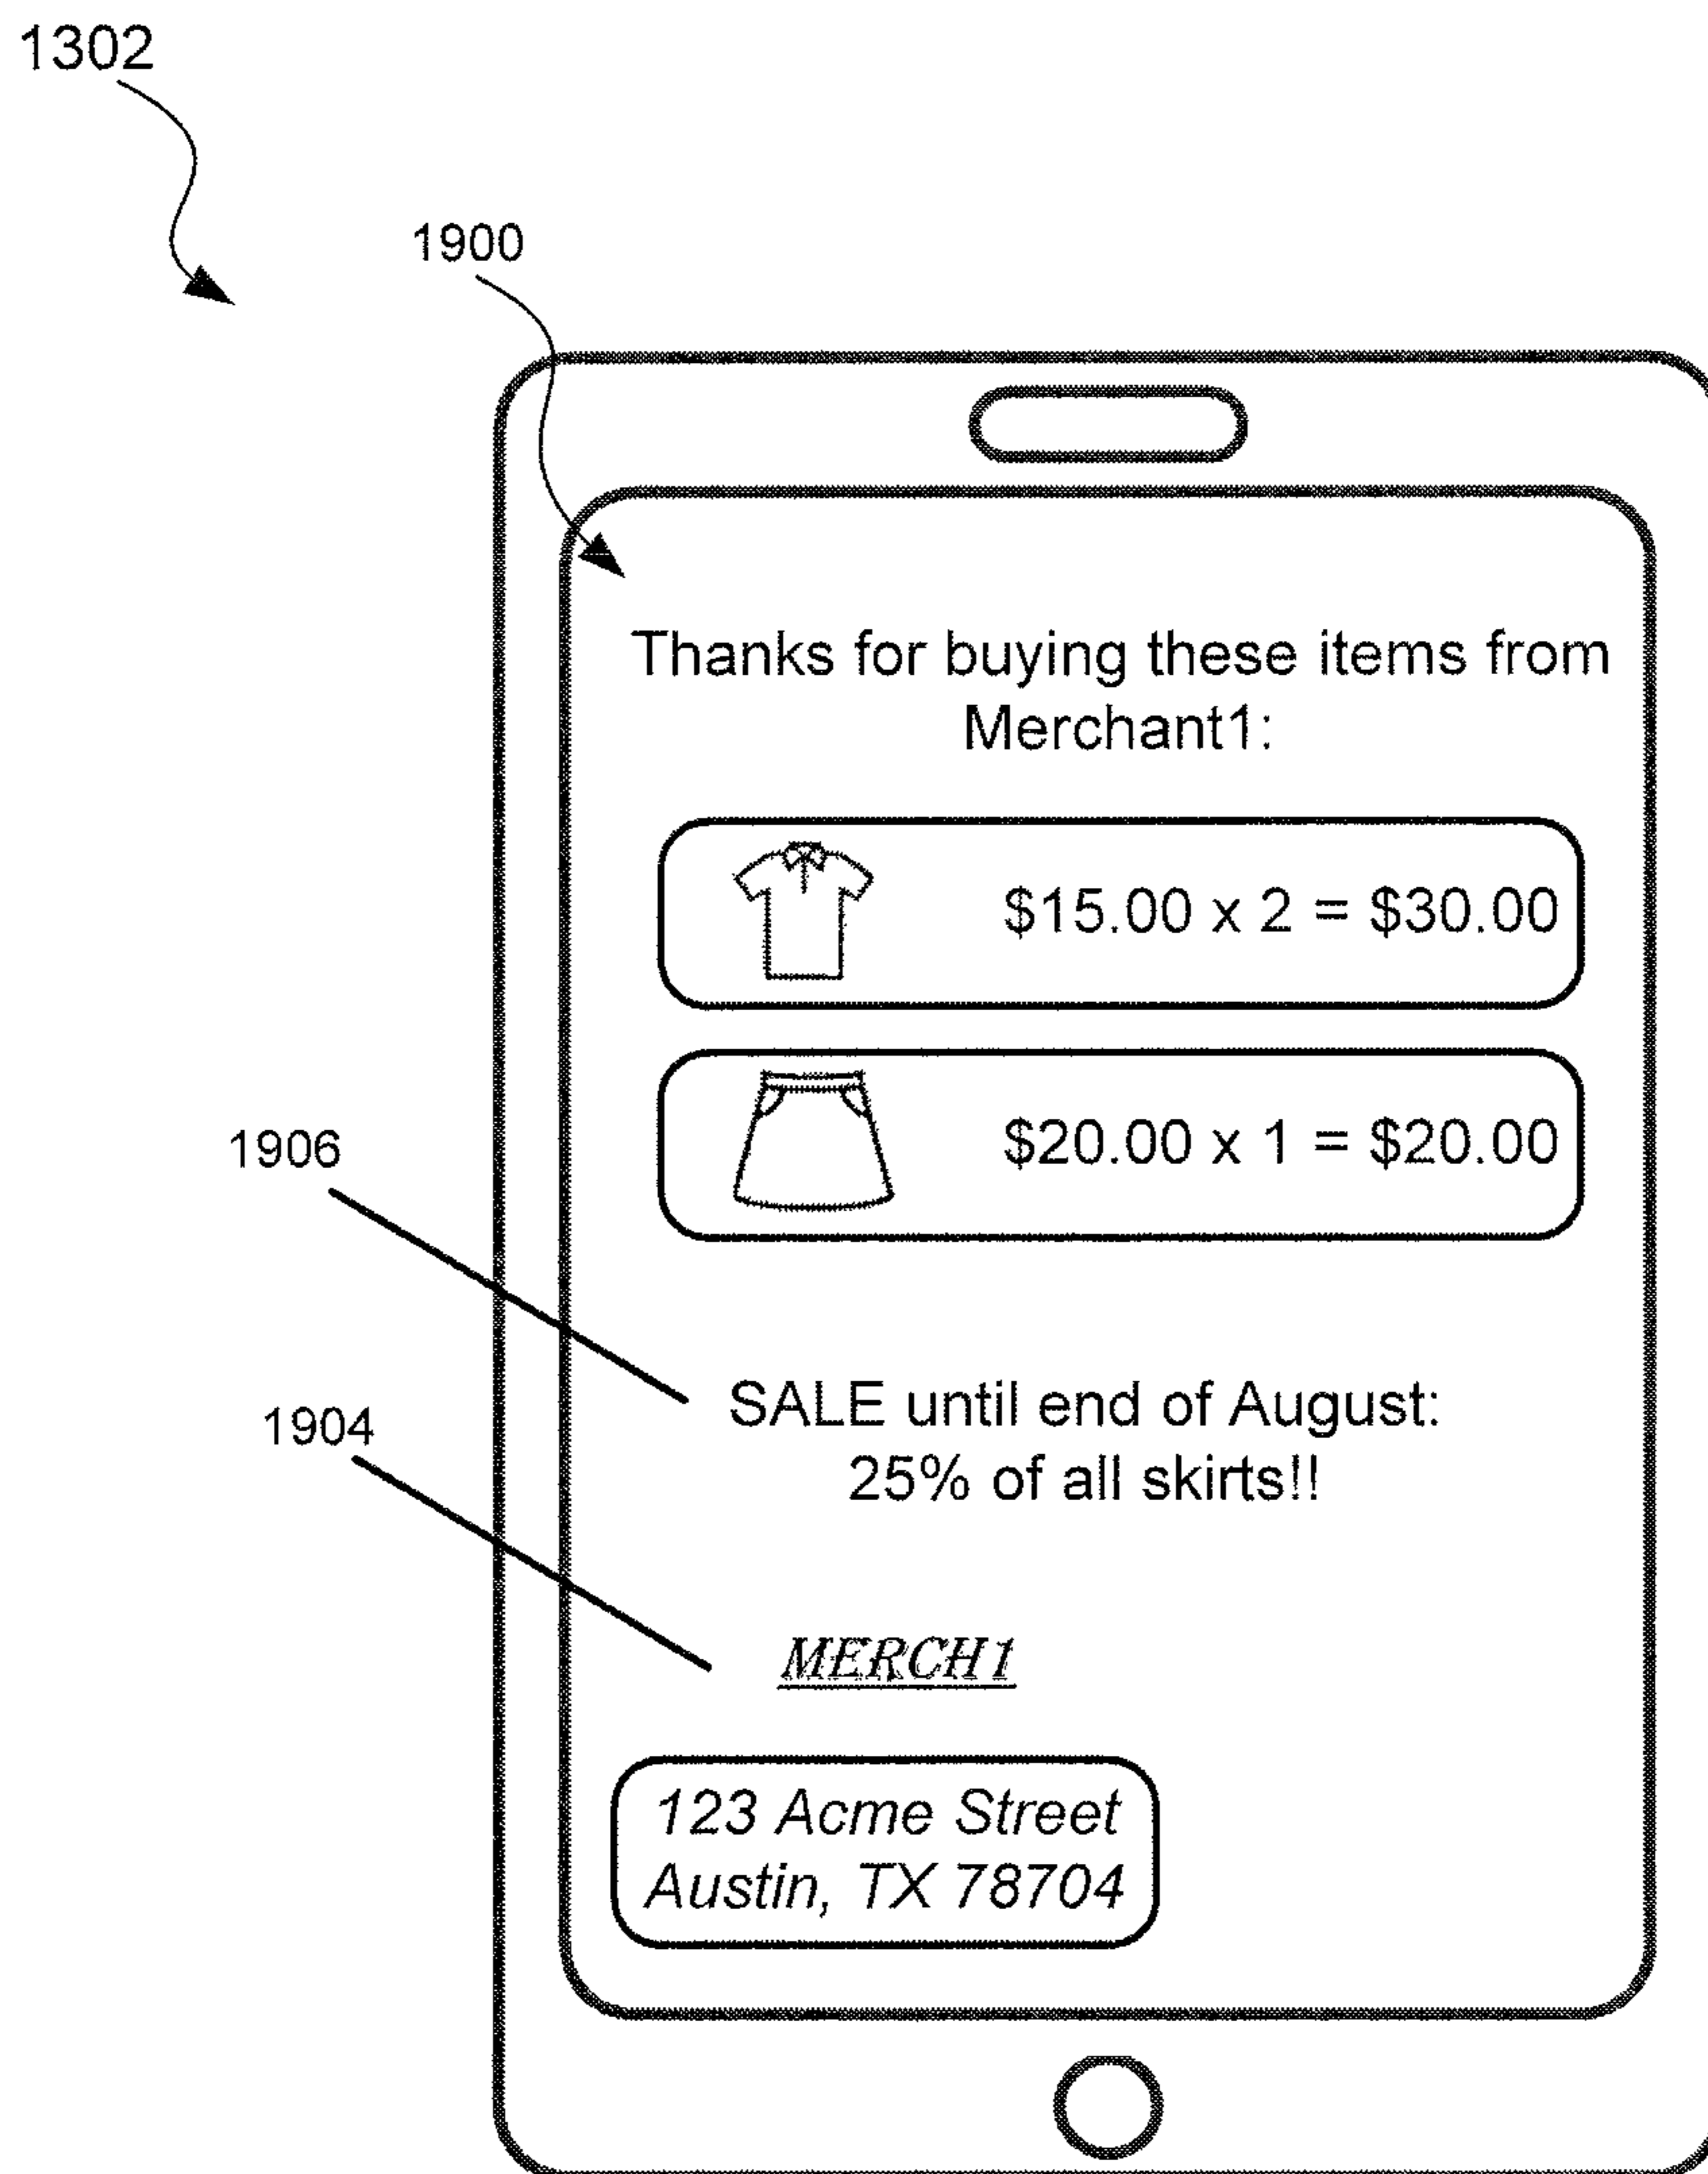 1302
1900
Thanks for buying these items from
Merchant1:
$15.00 x 2 = $30.00
$20.00 x 1 = $20.00
1906
SALE until end of August:
25% of all skirts!!
1904
MERCH1
123 Acme Street
Austin, TX 78704